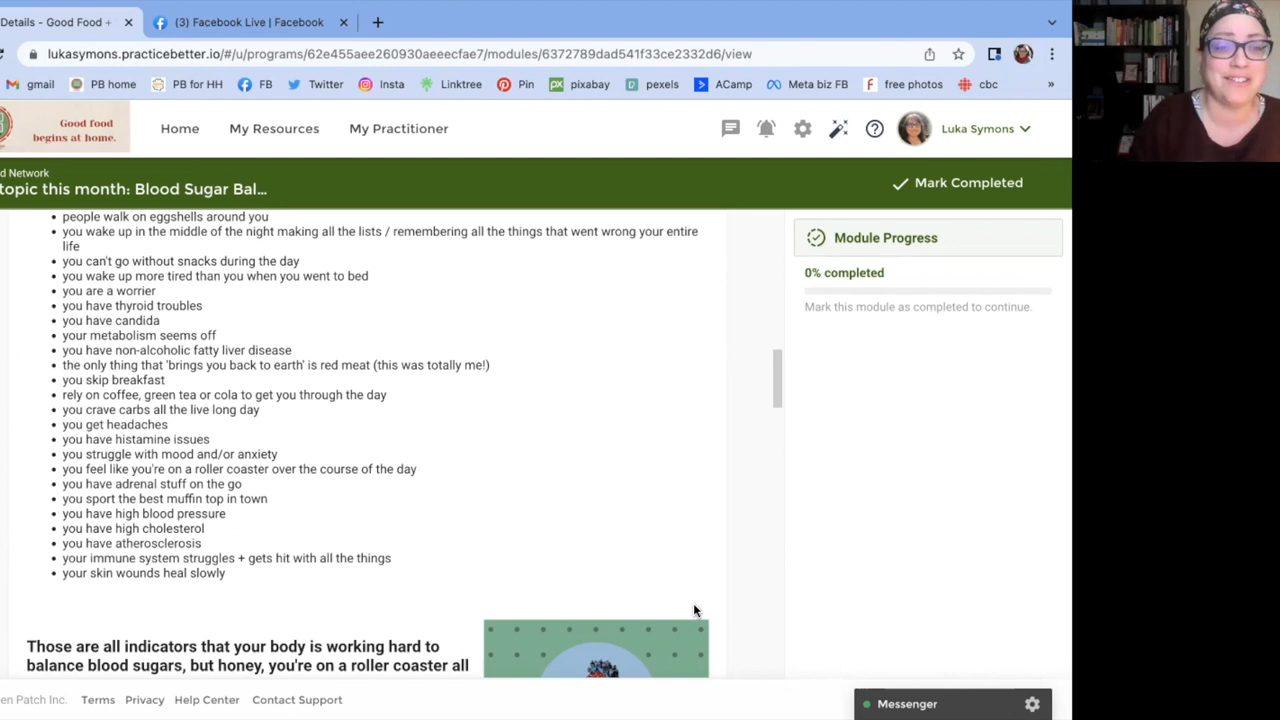 Details - Good Food +
(3) Facebook Live | Facebook
lukasymons.practicebetter.io/#/u/programs/62e455aee260930aeeecfae7/modules/6372789dad541f33ce2332d6/view
gmail
PB home
PB for HH
FB
Twitter
Insta
Linktree
Pin
pixabay
pexels
ACamp
Meta biz FB
free photos
cbc
»
Good food
begins at home.
Home
My Resources
My Practitioner
Luka Symons
d Network
topic this month: Blood Sugar Bal...
Mark Completed
• people walk on eggshells around you
• you wake up in the middle of the night making all the lists / remembering all the things that went wrong your entire
life
• you can't go without snacks during the day
• you wake up more tired than you when you went to bed
• you are a worrier
• you have thyroid troubles
• you have candida
• your metabolism seems off
• you have non-alcoholic fatty liver disease
• the only thing that 'brings you back to earth' is red meat (this was totally me!)
• you skip breakfast
• rely on coffee, green tea or cola to get you through the day
• you crave carbs all the live long day
• you get headaches
• you have histamine issues
• you struggle with mood and/or anxiety
• you feel like you're on a roller coaster over the course of the day
• you have adrenal stuff on the go
• you sport the best muffin top in town
• you have high blood pressure
• you have high cholesterol
• you have atherosclerosis
• your immune system struggles + gets hit with all the things
• your skin wounds heal slowly
Those are all indicators that your body is working hard to
balance blood sugars, but honey, you're on a roller coaster all
Module Progress
0% completed
Mark this module as completed to continue.
en Patch Inc.
Terms
Privacy
Help Center
Contact Support
Messenger